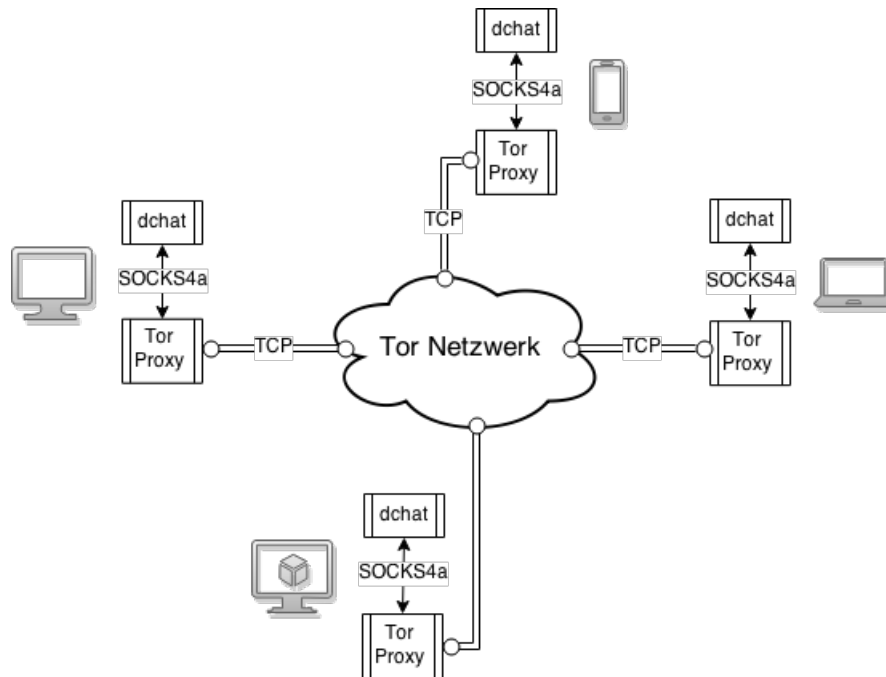 dchat
SOCKS4a
Tor
Proxy
TCP
dchat
SOCKS4a
Tor
Proxy
TCP
dchat
SOCKS4a
Tor
Proxy
TCP
Tor Netzwerk
dchat
SOCKS4a
Tor
Proxy